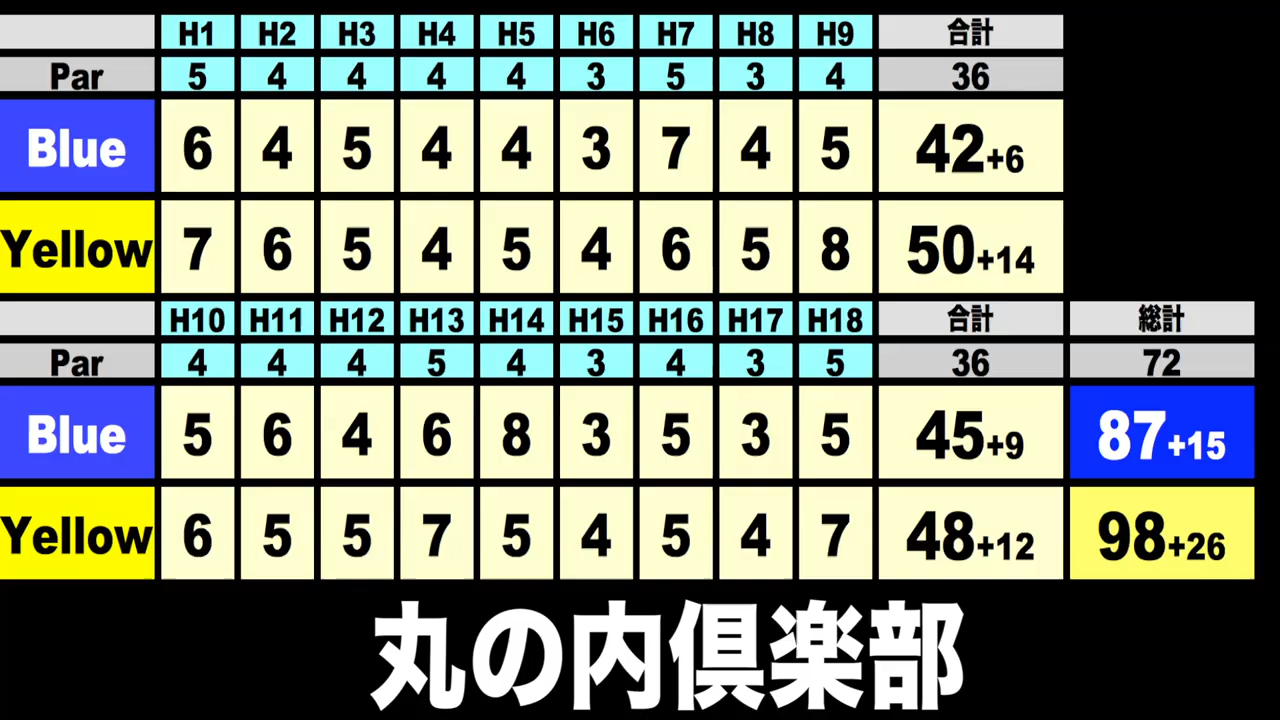 H1 H2 H3 H4 H5 H6 H7 H8 H9 合計
Par 5 4 4 4 4 3 5 3 4 36
Blue 6 4 5 4 4 3 7 4 5 42+6
Yellow 7 6 5 4 5 4 6 5 8 50+14
H10 H11 H12 H13 H14 H15 H16 H17 H18 合計 総計
Par 4 4 4 5 4 3 4 3 5 36 72
Blue 5 6 4 6 8 3 5 3 5 45+9 87+15
Yellow 6 5 5 7 5 4 5 4 7 48+12 98+26
丸の内倶楽部